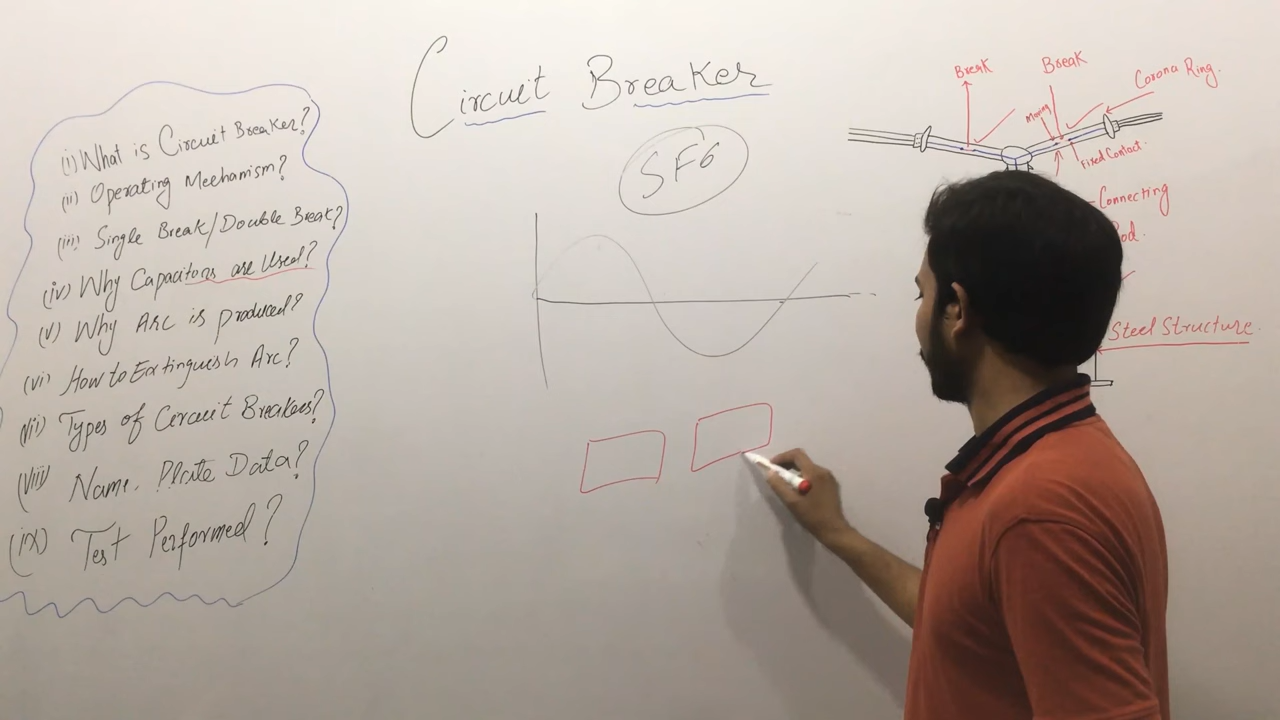 Circuit Breaker
SF6
(i) What is Circuit Breaker?
(ii) Operating Mechanism?
(iii) Single Break/Double Break?
(iv) Why Capacitors are Used?
(v) Why Arc is produced?
(vi) How to Extinguish Arc?
(vii) Types of Circuit Breakers?
(viii) Name Plate Data?
(ix) Test Performed?
Break
Break
Corona Ring.
Moving
Fixed Contact.
Connecting
Steel Structure.